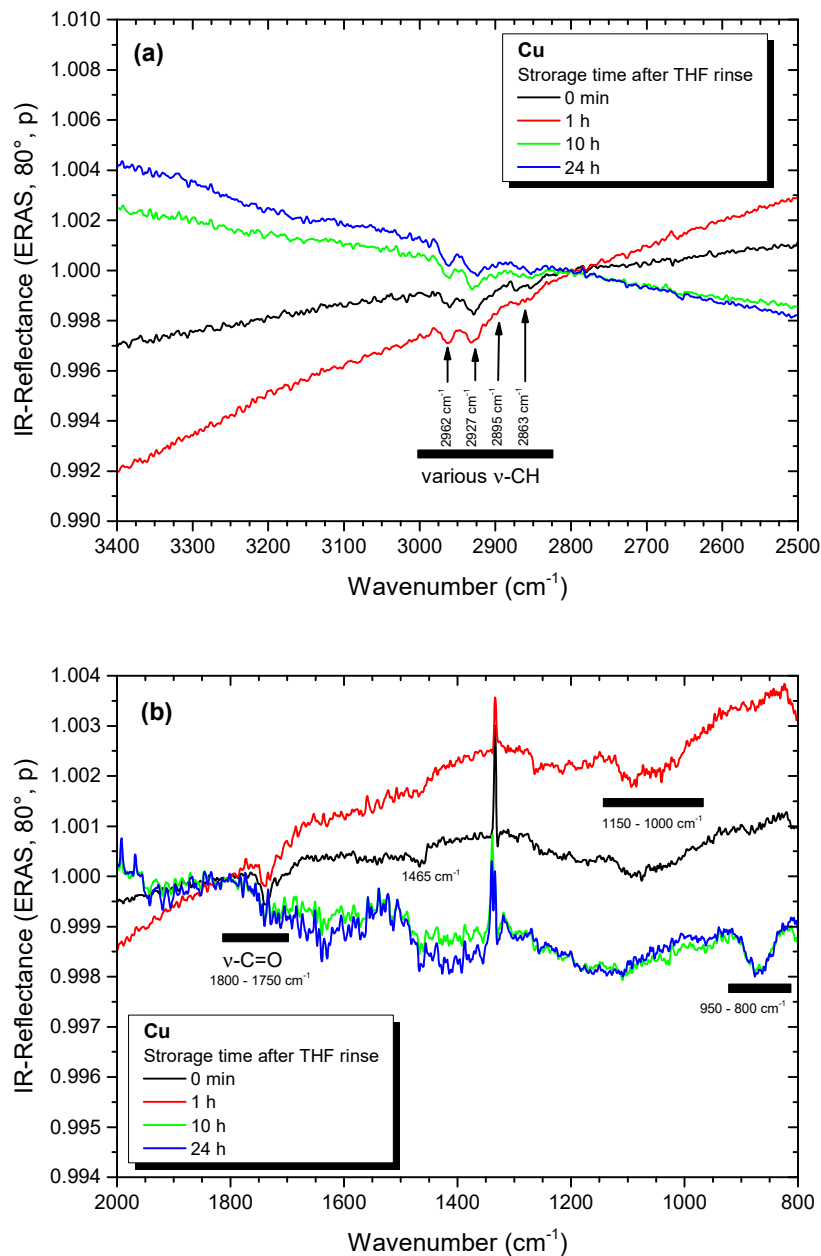 1.010
1.008
1.006
1.004
1.002
1.000
0.998
0.996
0.994
0.992
0.990
IR-Reflectance (ERAS, 80°, p)
(a)
Cu
Strorage time after THF rinse
0 min
1 h
10 h
24 h
2962 cm⁻¹
2927 cm⁻¹
2895 cm⁻¹
2863 cm⁻¹
various ν-CH
3400 3300 3200 3100 3000 2900 2800 2700 2600 2500
Wavenumber (cm⁻¹)
1.004
1.003
1.002
1.001
1.000
0.999
0.998
0.997
0.996
0.995
0.994
IR-Reflectance (ERAS, 80°, p)
(b)
1150 - 1000 cm⁻¹
1465 cm⁻¹
ν-C=O
1800 - 1750 cm⁻¹
950 - 800 cm⁻¹
Cu
Strorage time after THF rinse
0 min
1 h
10 h
24 h
2000 1800 1600 1400 1200 1000 800
Wavenumber (cm⁻¹)